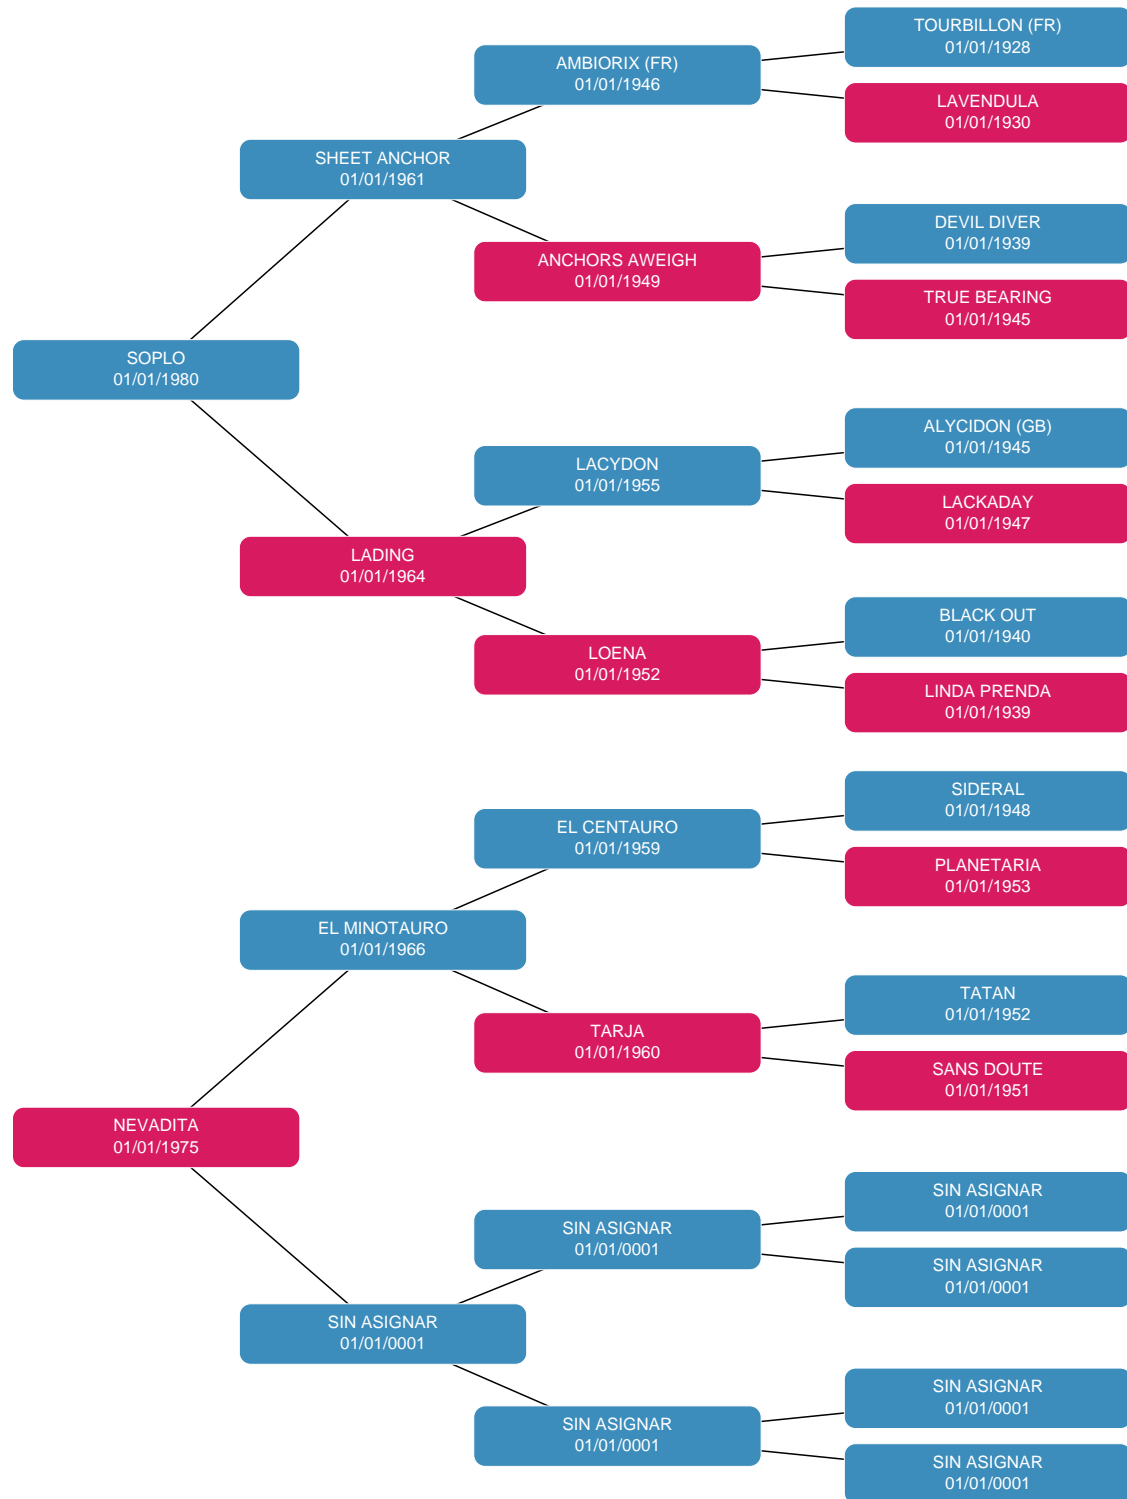 TOURBILLON (FR)
01/01/1928
AMBIORIX (FR)
01/01/1946
LAVENDULA
01/01/1930
SHEET ANCHOR
01/01/1961
DEVIL DIVER
01/01/1939
ANCHORS AWEIGH
01/01/1949
TRUE BEARING
01/01/1945
SOPLO
01/01/1980
ALYCIDON (GB)
01/01/1945
LACYDON
01/01/1955
LACKADAY
01/01/1947
LADING
01/01/1964
BLACK OUT
01/01/1940
LOENA
01/01/1952
LINDA PRENDA
01/01/1939
SIDERAL
01/01/1948
EL CENTAURO
01/01/1959
PLANETARIA
01/01/1953
EL MINOTAURO
01/01/1966
TATAN
01/01/1952
TARJA
01/01/1960
SANS DOUTE
01/01/1951
NEVADITA
01/01/1975
SIN ASIGNAR
01/01/0001
SIN ASIGNAR
01/01/0001
SIN ASIGNAR
01/01/0001
SIN ASIGNAR
01/01/0001
SIN ASIGNAR
01/01/0001
SIN ASIGNAR
01/01/0001
SIN ASIGNAR
01/01/0001